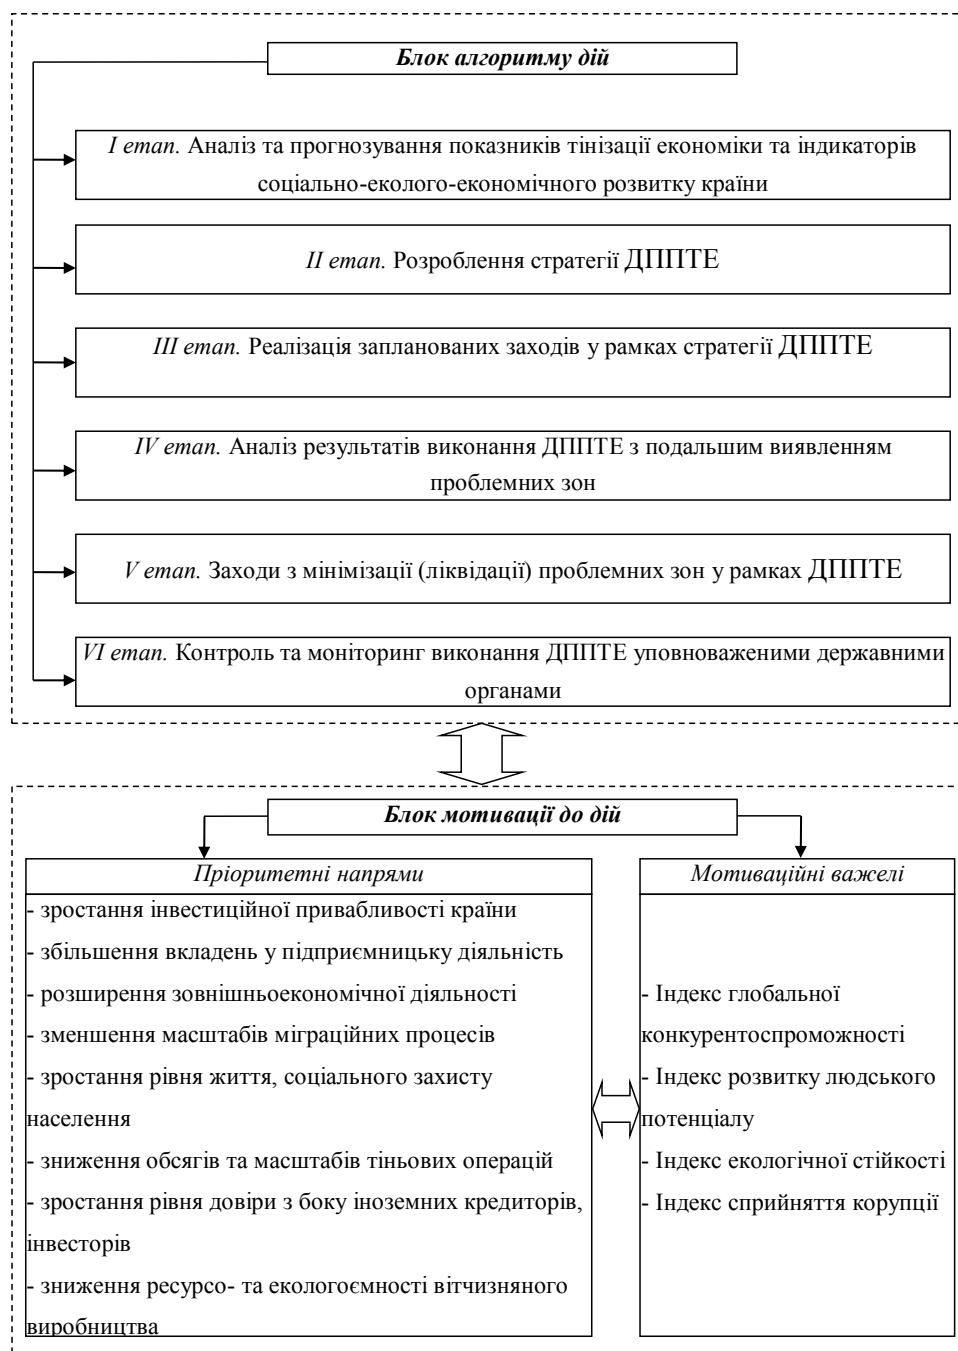 Блок алгоритму дій
І етап. Аналіз та прогнозування показників тінізації економіки та індикаторів
соціально-еколого-економічного розвитку країни
ІІ етап. Розроблення стратегії ДППТЕ
ІІІ етап. Реалізація запланованих заходів у рамках стратегії ДППТЕ
IV етап. Аналіз результатів виконання ДППТЕ з подальшим виявленням
проблемних зон
V етап. Заходи з мінімізації (ліквідації) проблемних зон у рамках ДППТЕ
VI етап. Контроль та моніторинг виконання ДППТЕ уповноваженими державними
органами
Блок мотивації до дій
Пріоритетні напрями
- зростання інвестиційної привабливості країни
- збільшення вкладень у підприємницьку діяльність
- розширення зовнішньоекономічної діяльності
- зменшення масштабів міграційних процесів
- зростання рівня життя, соціального захисту
населення
- зниження обсягів та масштабів тіньових операцій
- зростання рівня довіри з боку іноземних кредиторів,
інвесторів
- зниження ресурсо- та екологоємності вітчизняного
виробництва
Мотиваційні важелі
- Індекс глобальної
конкурентоспроможності
- Індекс розвитку людського
потенціалу
- Індекс екологічної стійкості
- Індекс сприйняття корупції